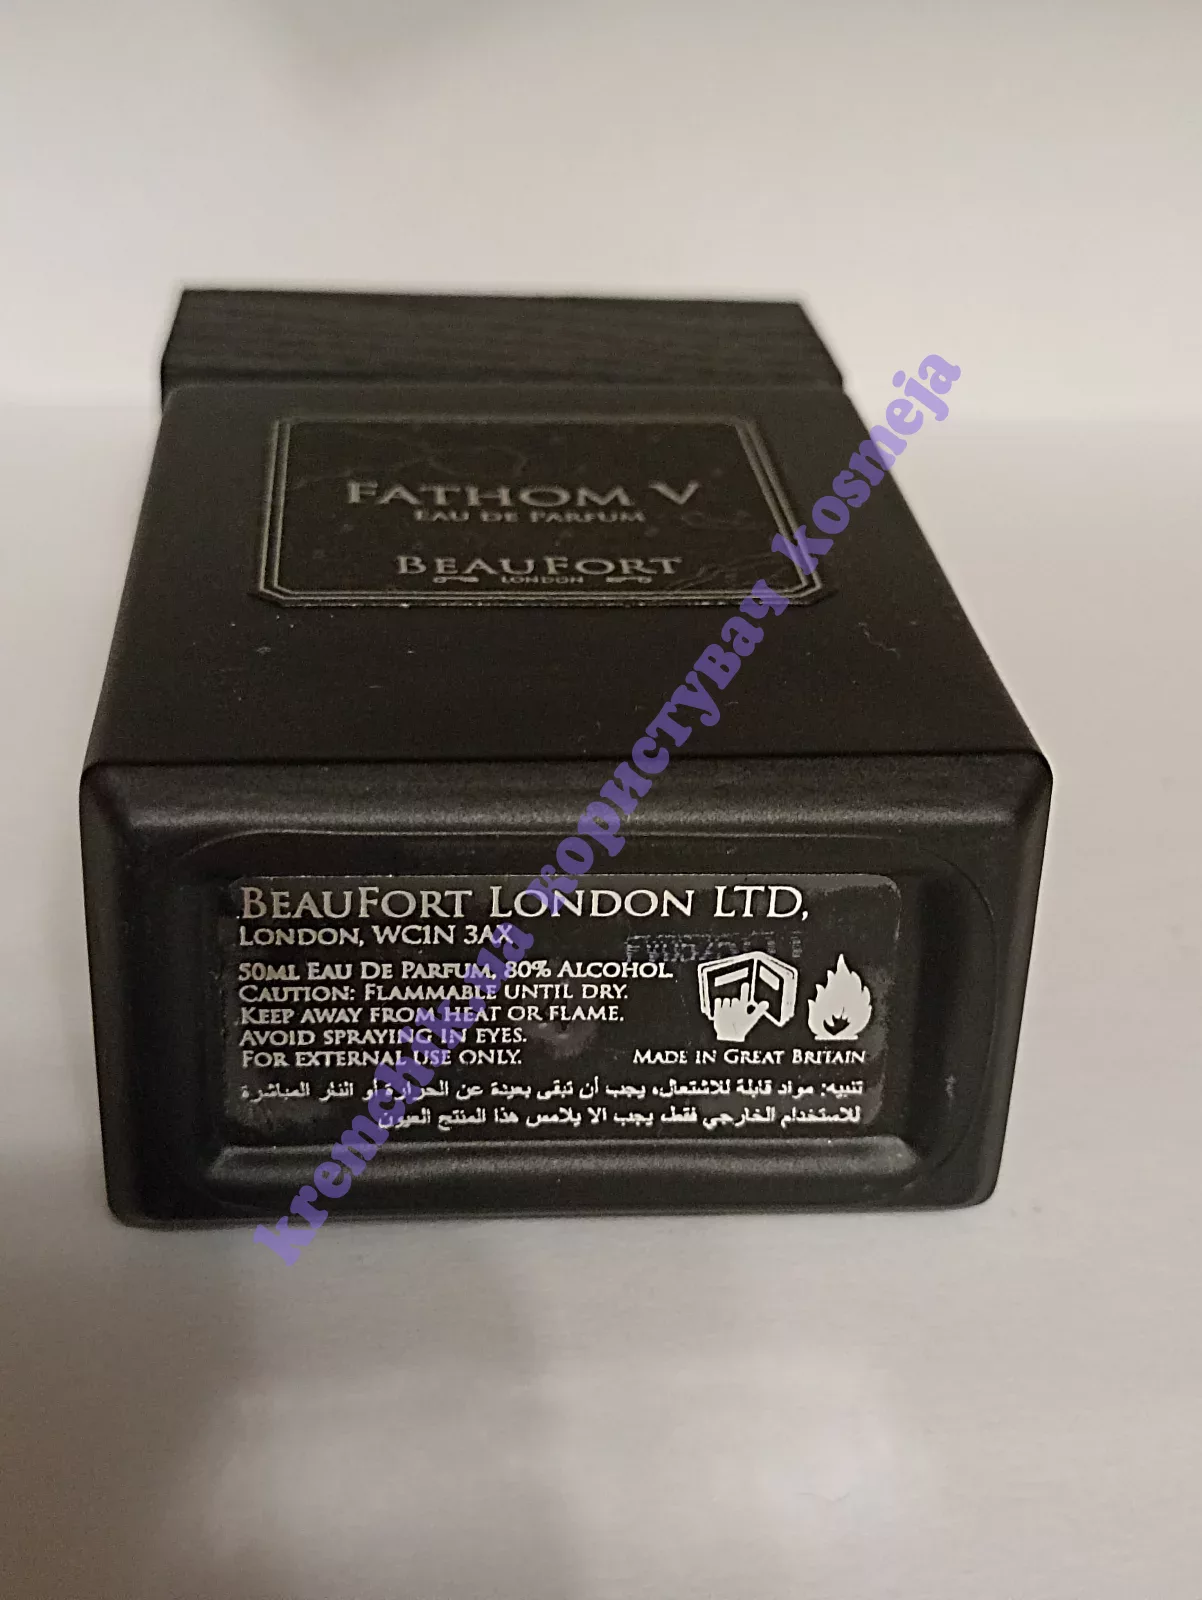 FATHOM V
EAU DE PARFUM
BEAUFORT
LONDON
BEAUFORT LONDON LTD,
LONDON, WC1N 3AX
50ML EAU DE PARFUM, 80% ALCOHOL.
CAUTION: FLAMMABLE UNTIL DRY.
KEEP AWAY FROM HEAT OR FLAME.
AVOID SPRAYING IN EYES.
FOR EXTERNAL USE ONLY.
MADE IN GREAT BRITAIN
تنبيه: مواد قابلة للاشتعال، يجب أن تبقى بعيدة عن الحرارة أو النثر المباشرة
للاستخدام الخارجي فقط، يجب الا يلامس هذا المنتج العيون
kremchikua користувач kosmeja